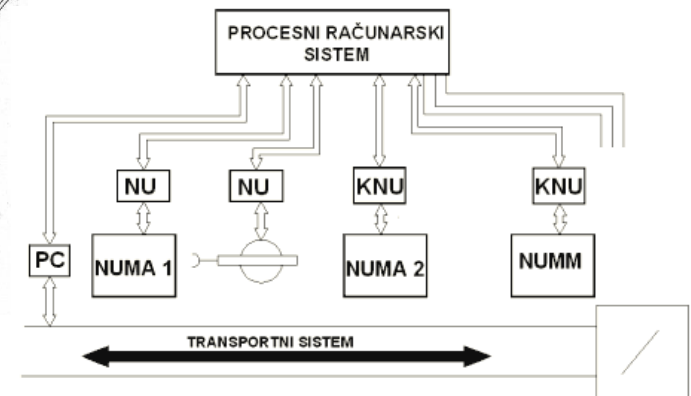 PROCESNI RAČUNARSKI
SISTEM
NU
NU
KNU
KNU
PC
NUMA 1
NUMA 2
NUMM
TRANSPORTNI SISTEM